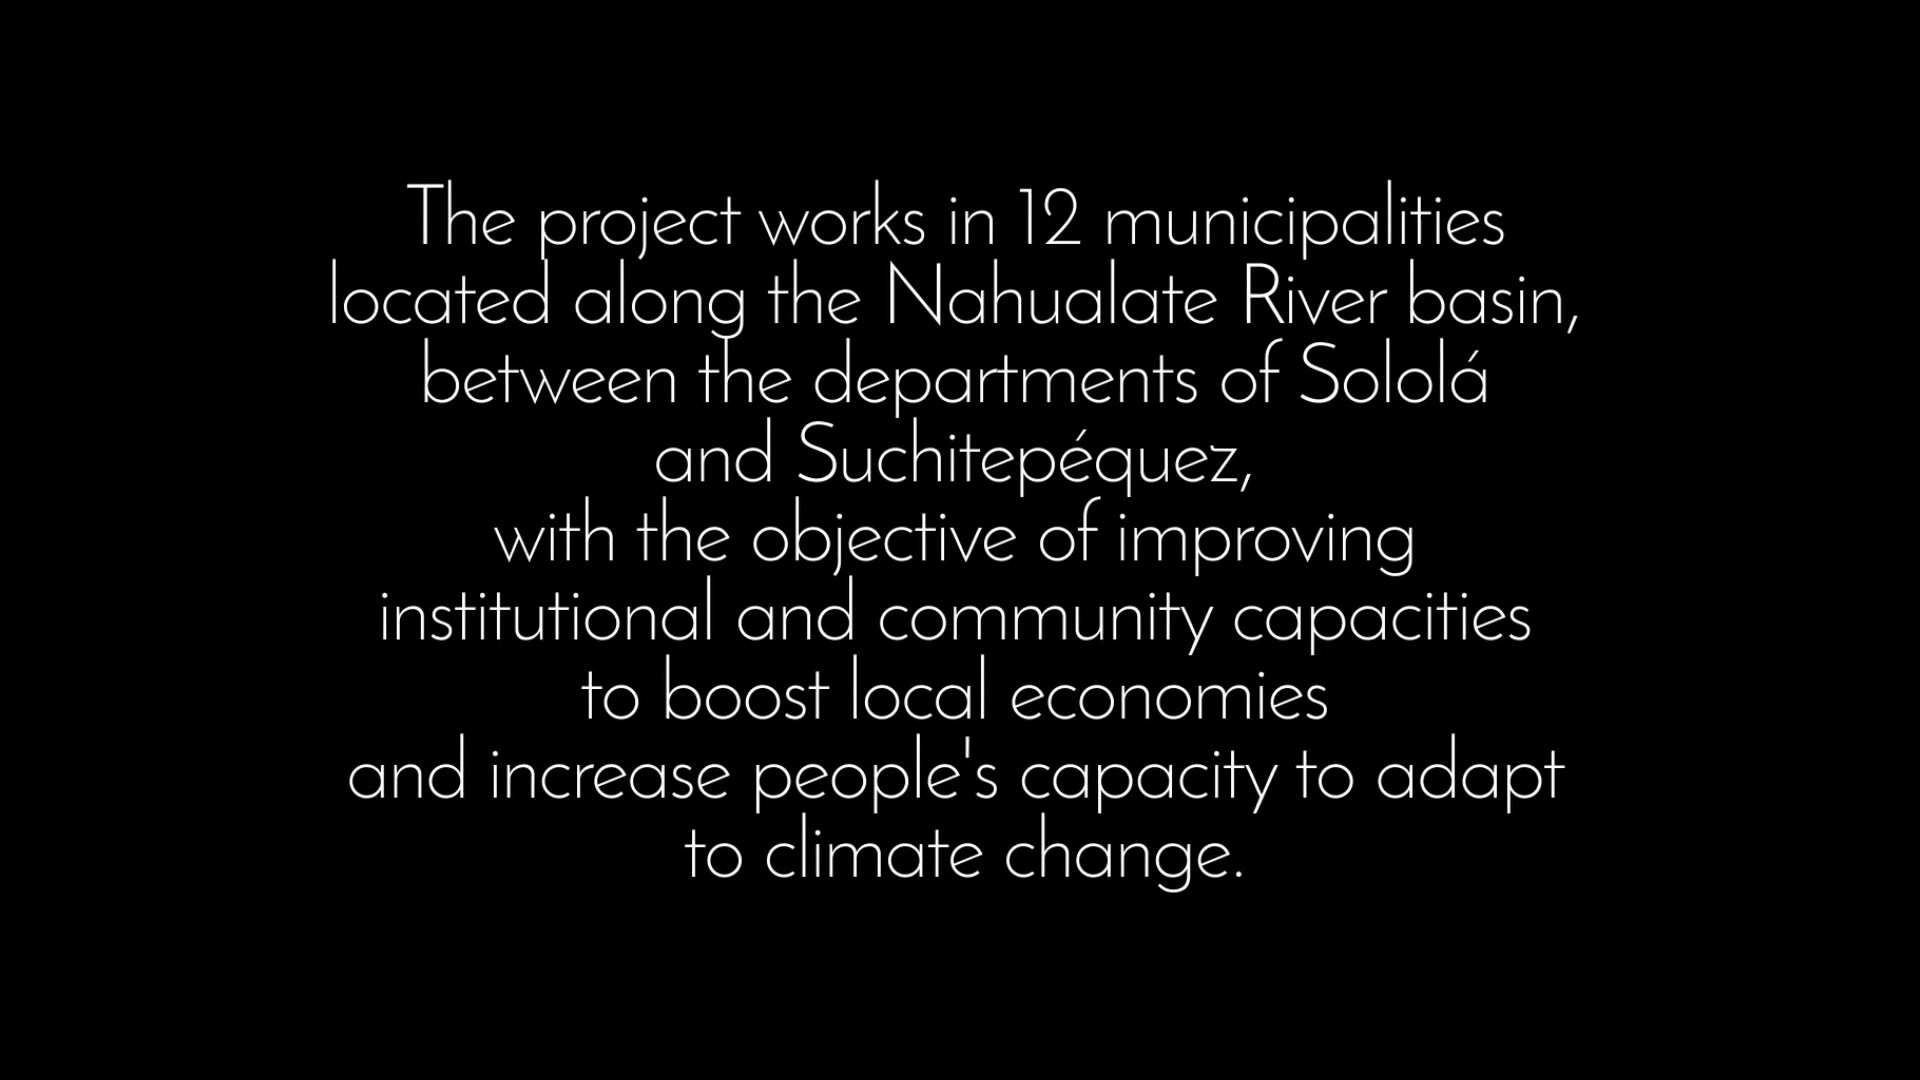 The project works in 12 municipalities
located along the Nahualate River basin,
between the departments of Sololá
and Suchitepéquez,
with the objective of improving
institutional and community capacities
to boost local economies
and increase people's capacity to adapt
to climate change.